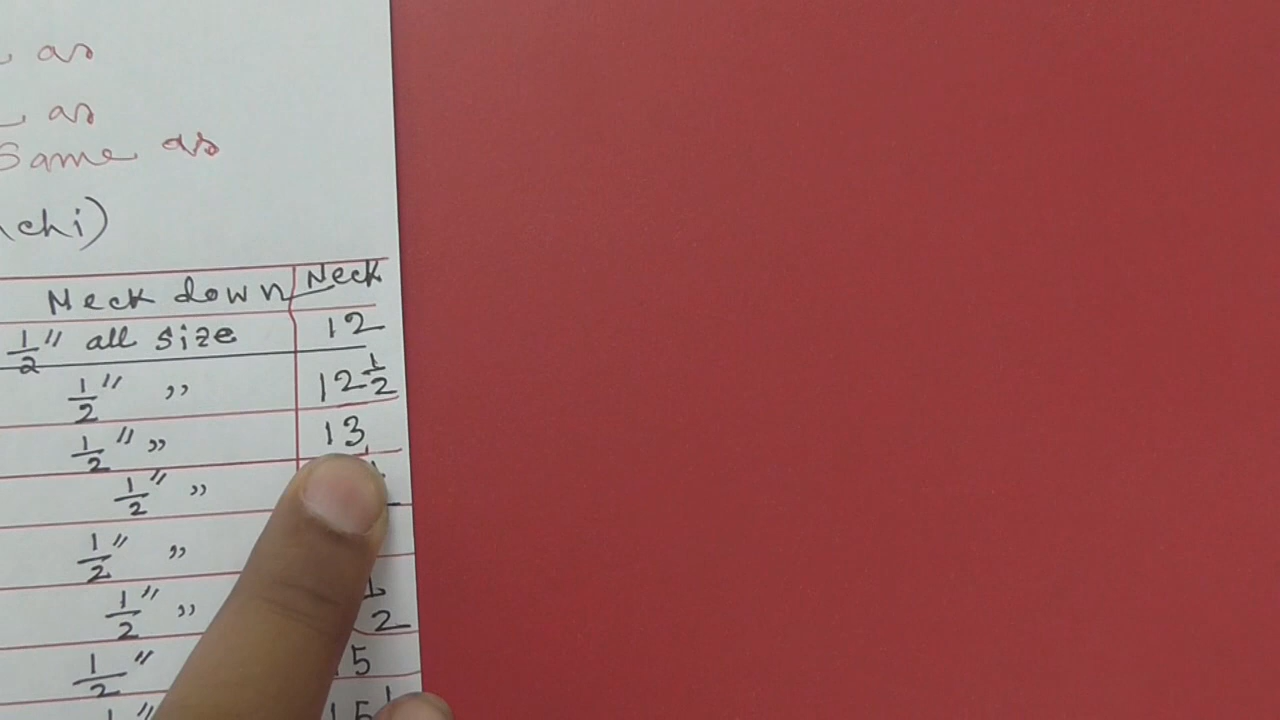 as
as
Same as
chi)
Neck down Neck
1/2" all size 12
1/2" " 12 1/2
1/2" " 13
1/2" "
1/2" "
1/2" "
1/2" 15